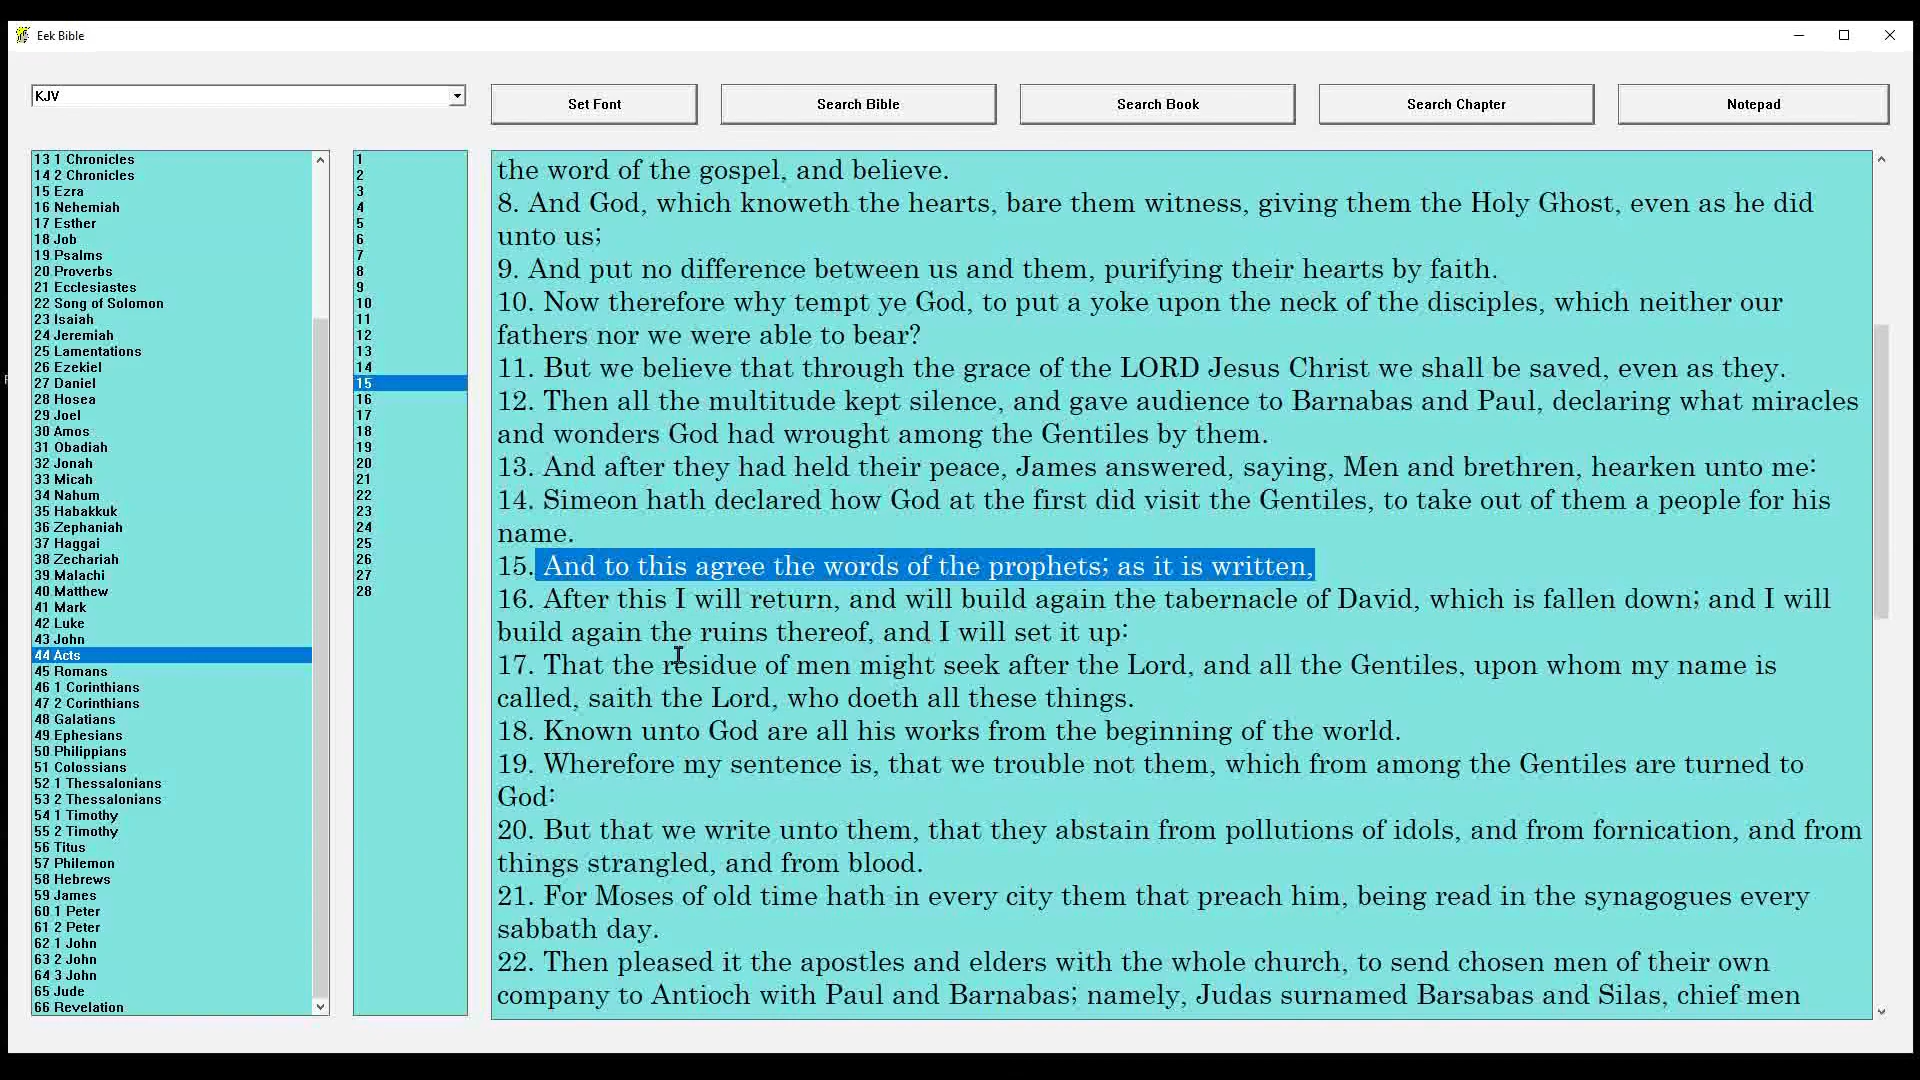 Eek Bible
KJV
Set Font
Search Bible
Search Book
Search Chapter
Notepad
13 1 Chronicles
14 2 Chronicles
15 Ezra
16 Nehemiah
17 Esther
18 Job
19 Psalms
20 Proverbs
21 Ecclesiastes
22 Song of Solomon
23 Isaiah
24 Jeremiah
25 Lamentations
26 Ezekiel
27 Daniel
28 Hosea
29 Joel
30 Amos
31 Obadiah
32 Jonah
33 Micah
34 Nahum
35 Habakkuk
36 Zephaniah
37 Haggai
38 Zechariah
39 Malachi
40 Matthew
41 Mark
42 Luke
43 John
44 Acts
45 Romans
46 1 Corinthians
47 2 Corinthians
48 Galatians
49 Ephesians
50 Philippians
51 Colossians
52 1 Thessalonians
53 2 Thessalonians
54 1 Timothy
55 2 Timothy
56 Titus
57 Philemon
58 Hebrews
59 James
60 1 Peter
61 2 Peter
62 1 John
63 2 John
64 3 John
65 Jude
66 Revelation
1
2
3
4
5
6
7
8
9
10
11
12
13
14
15
16
17
18
19
20
21
22
23
24
25
26
27
28
the word of the gospel, and believe.
8. And God, which knoweth the hearts, bare them witness, giving them the Holy Ghost, even as he did
unto us;
9. And put no difference between us and them, purifying their hearts by faith.
10. Now therefore why tempt ye God, to put a yoke upon the neck of the disciples, which neither our
fathers nor we were able to bear?
11. But we believe that through the grace of the LORD Jesus Christ we shall be saved, even as they.
12. Then all the multitude kept silence, and gave audience to Barnabas and Paul, declaring what miracles
and wonders God had wrought among the Gentiles by them.
13. And after they had held their peace, James answered, saying, Men and brethren, hearken unto me:
14. Simeon hath declared how God at the first did visit the Gentiles, to take out of them a people for his
name.
15. And to this agree the words of the prophets; as it is written,
16. After this I will return, and will build again the tabernacle of David, which is fallen down; and I will
build again the ruins thereof, and I will set it up:
17. That the residue of men might seek after the Lord, and all the Gentiles, upon whom my name is
called, saith the Lord, who doeth all these things.
18. Known unto God are all his works from the beginning of the world.
19. Wherefore my sentence is, that we trouble not them, which from among the Gentiles are turned to
God:
20. But that we write unto them, that they abstain from pollutions of idols, and from fornication, and from
things strangled, and from blood.
21. For Moses of old time hath in every city them that preach him, being read in the synagogues every
sabbath day.
22. Then pleased it the apostles and elders with the whole church, to send chosen men of their own
company to Antioch with Paul and Barnabas; namely, Judas surnamed Barsabas and Silas, chief men